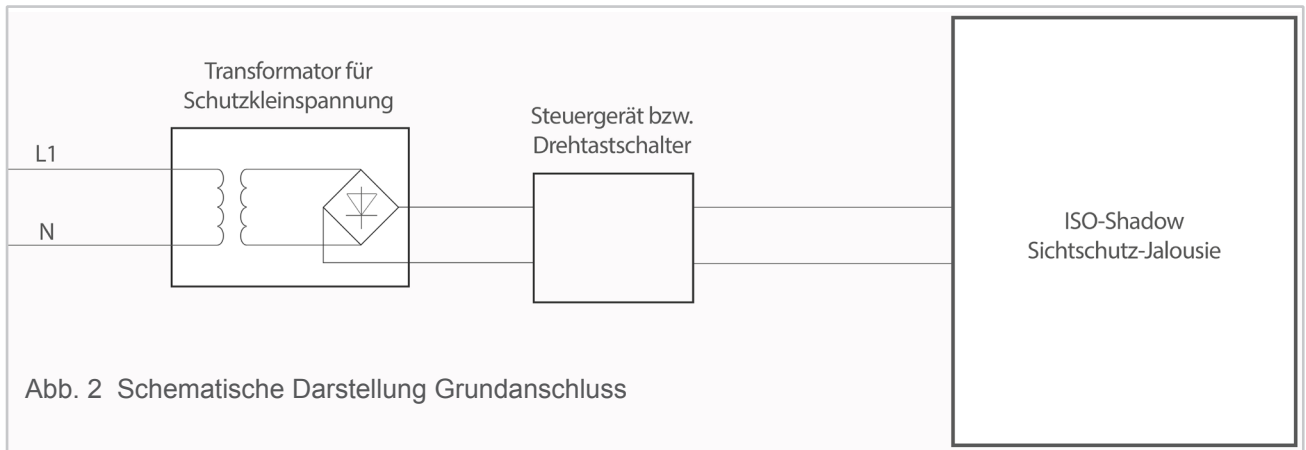 Transformator für
Schutzkleinspannung
L1
N
Steuergerät bzw.
Drehtastschalter
ISO-Shadow
Sichtschutz-Jalousie
Abb. 2 Schematische Darstellung Grundanschluss